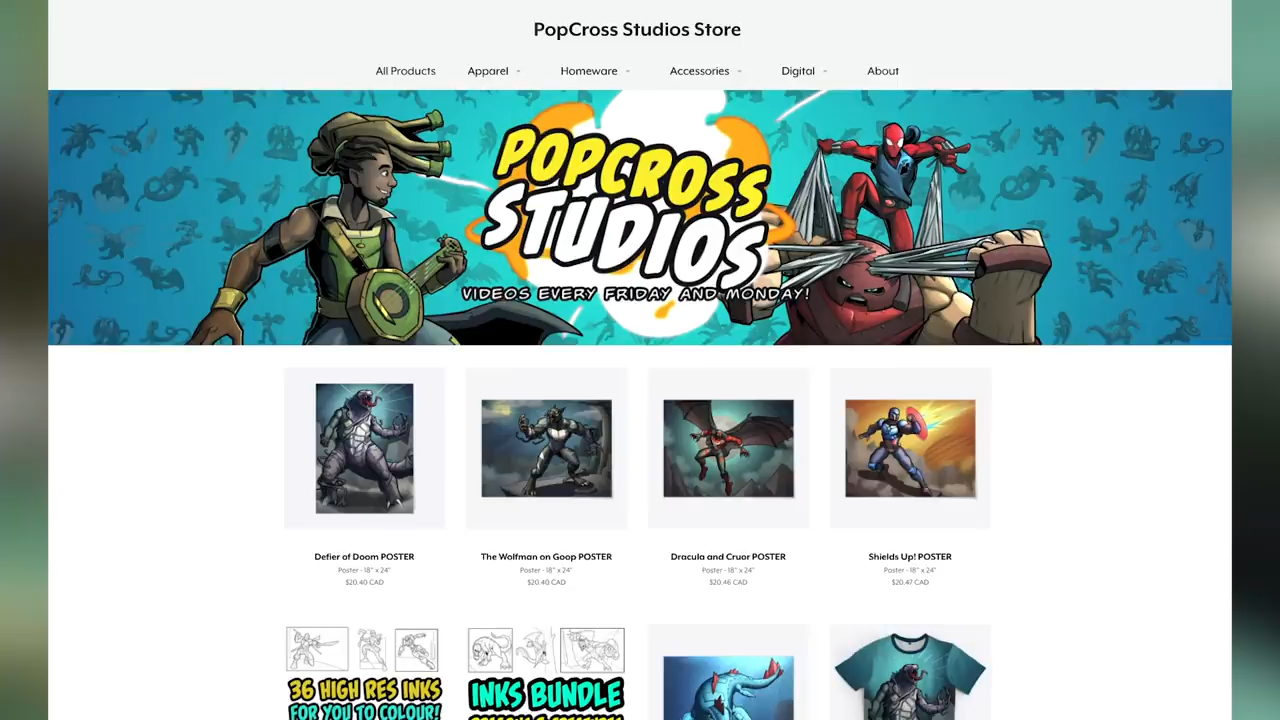 PopCross Studios Store
All Products Apparel Homeware Accessories Digital About
POPCROSS
STUDIOS
VIDEOS EVERY FRIDAY AND MONDAY!
Defier of Doom POSTER
Poster - 18" x 24"
$20.40 CAD
The Wolfman on Goop POSTER
Poster - 18" x 24"
$20.40 CAD
Dracula and Cruor POSTER
Poster - 18" x 24"
$20.46 CAD
Shields Up! POSTER
Poster - 18" x 24"
$20.47 CAD
36 HIGH RES INKS
FOR YOU TO COLOUR!
INKS BUNDLE